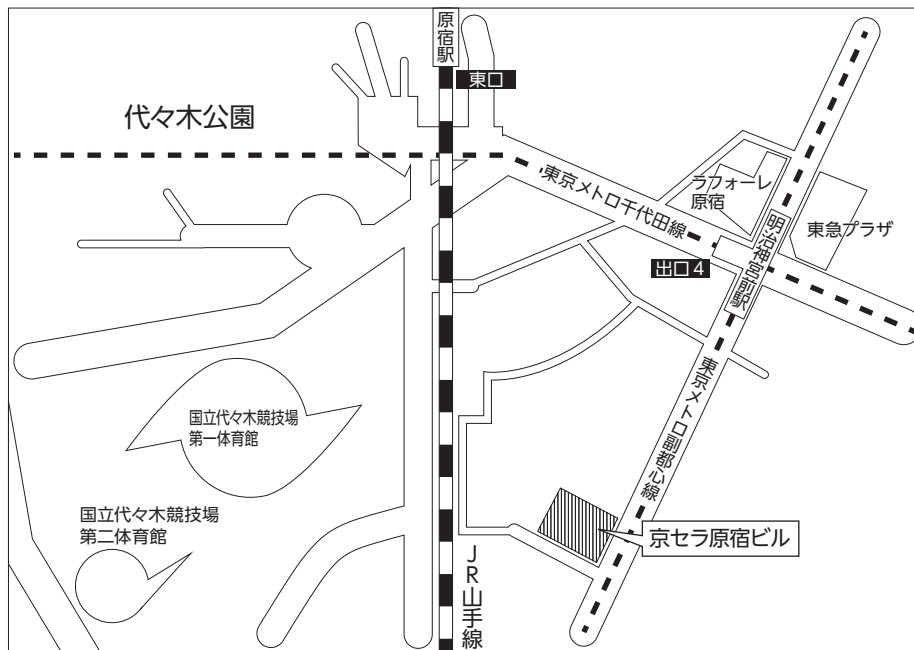 原宿駅
東口
代々木公園
東京メトロ千代田線
ラフォーレ
原宿
明治神宮前駅
東急プラザ
出口4
東京メトロ副都心線
国立代々木競技場
第一体育館
国立代々木競技場
第二体育館
京セラ原宿ビル
JR山手線